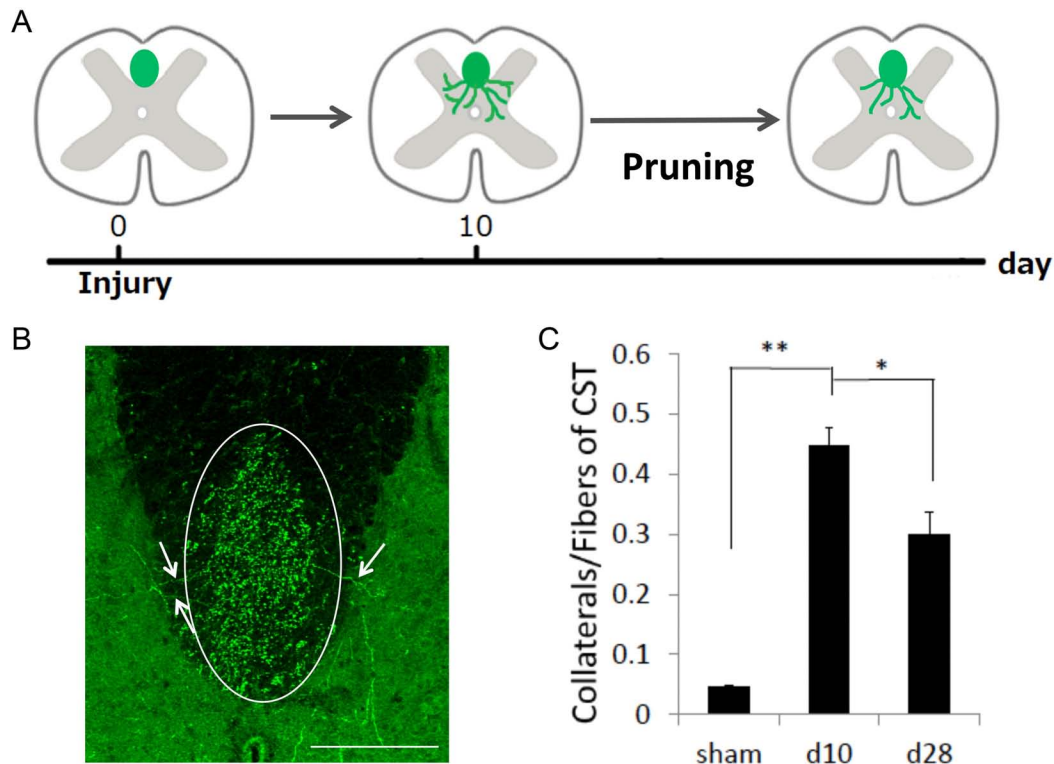 A
Pruning
0
10
day
Injury
B
C
Collaterals/Fibers of CST
0.6
0.5
0.4
0.3
0.2
0.1
0
**
*
sham d10 d28